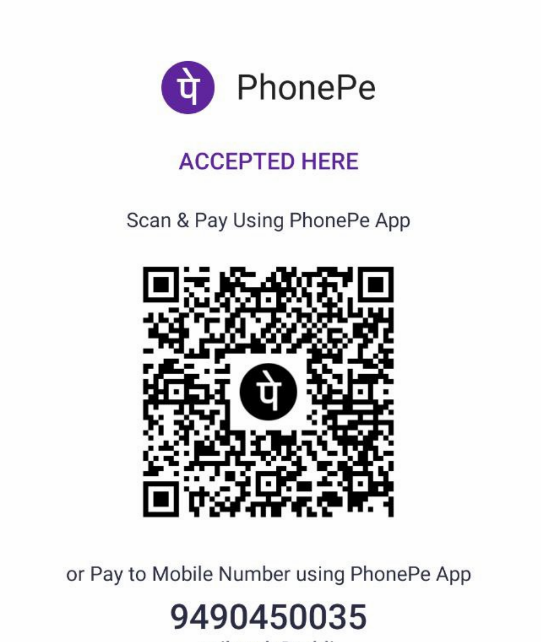 पे PhonePe
ACCEPTED HERE
Scan & Pay Using PhonePe App
पे
or Pay to Mobile Number using PhonePe App
9490450035